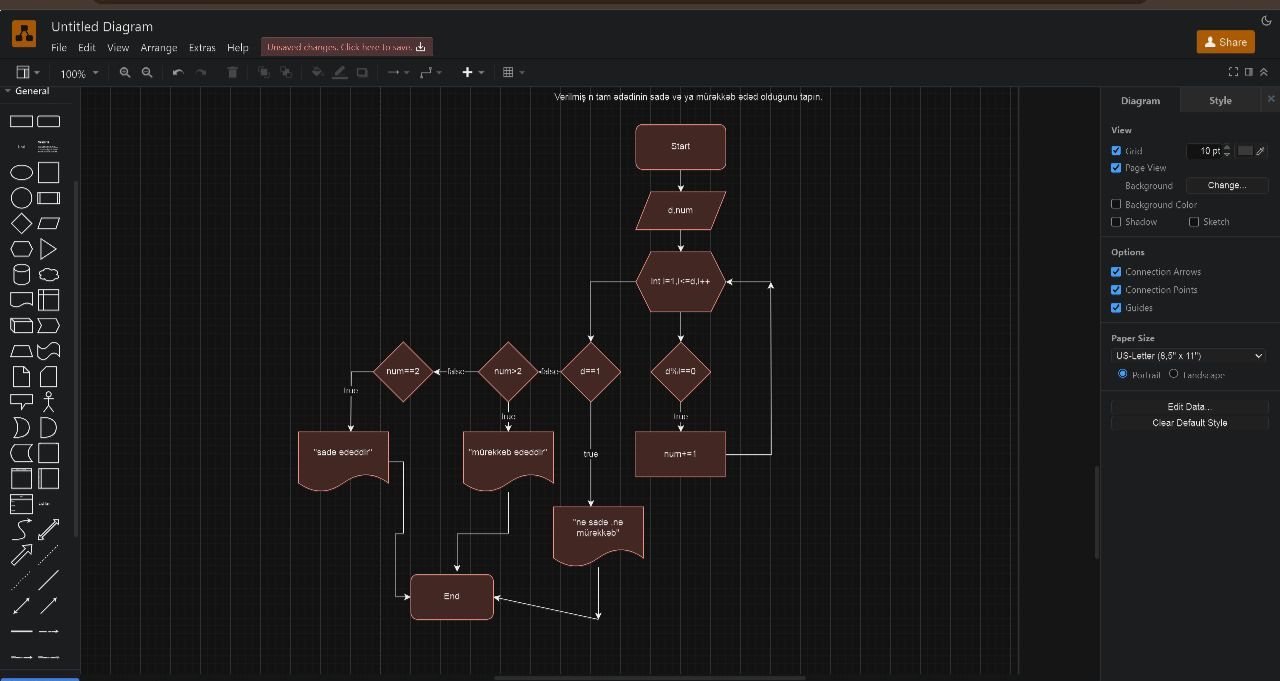 Untitled Diagram
File Edit View Arrange Extras Help
Unsaved changes. Click here to save.
Share
100%
General
Verilmiş n tam ədədinin sadə və ya mürəkkəb ədəd olduğunu tapın.
Start
d,num
int i=1,i<=d,i++
num==2
false
num>2
false
d==1
d%i==0
true
true
true
"sadə ədəddir"
"mürəkkəb ədəddir"
true
num+=1
"nə sadə ,nə
mürəkkəb"
End
Diagram Style
View
Grid 10 pt
Page View
Background Change...
Background Color
Shadow Sketch
Options
Connection Arrows
Connection Points
Guides
Paper Size
US-Letter (8,5" x 11")
Portrait Landscape
Edit Data...
Clear Default Style